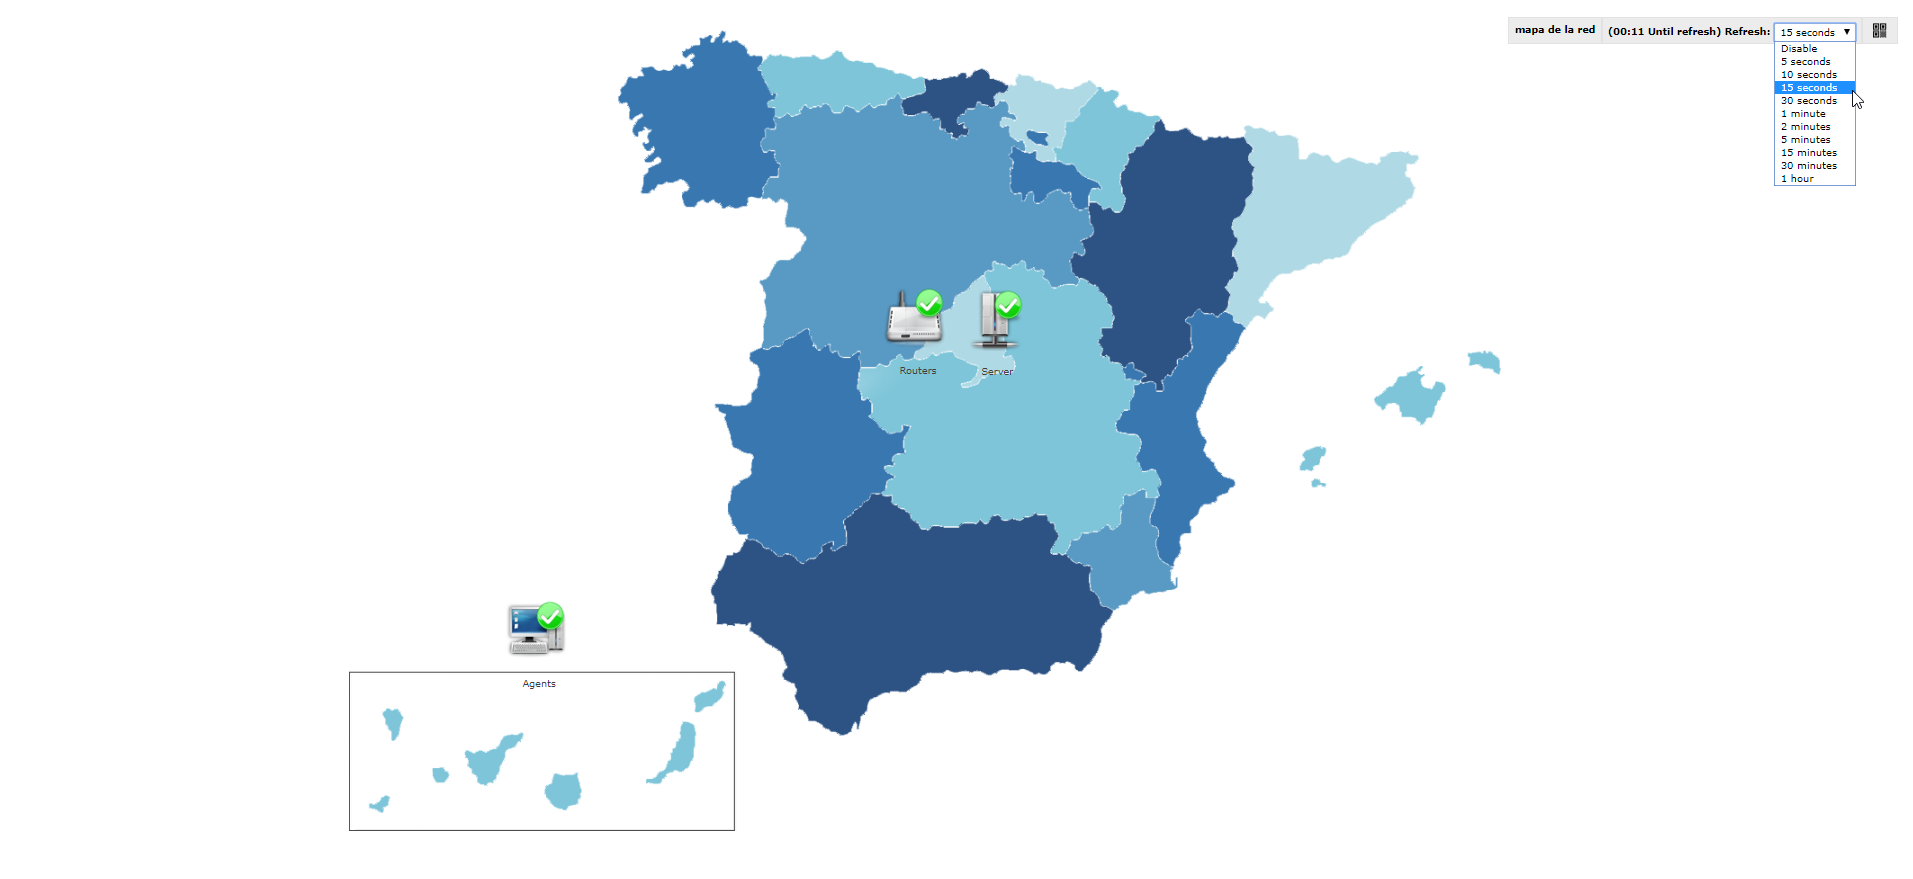 mapa de la red (00:11 Until refresh) Refresh: 15 seconds
Disable
5 seconds
10 seconds
15 seconds
30 seconds
1 minute
2 minutes
5 minutes
15 minutes
30 minutes
1 hour
Routers Server
Agents